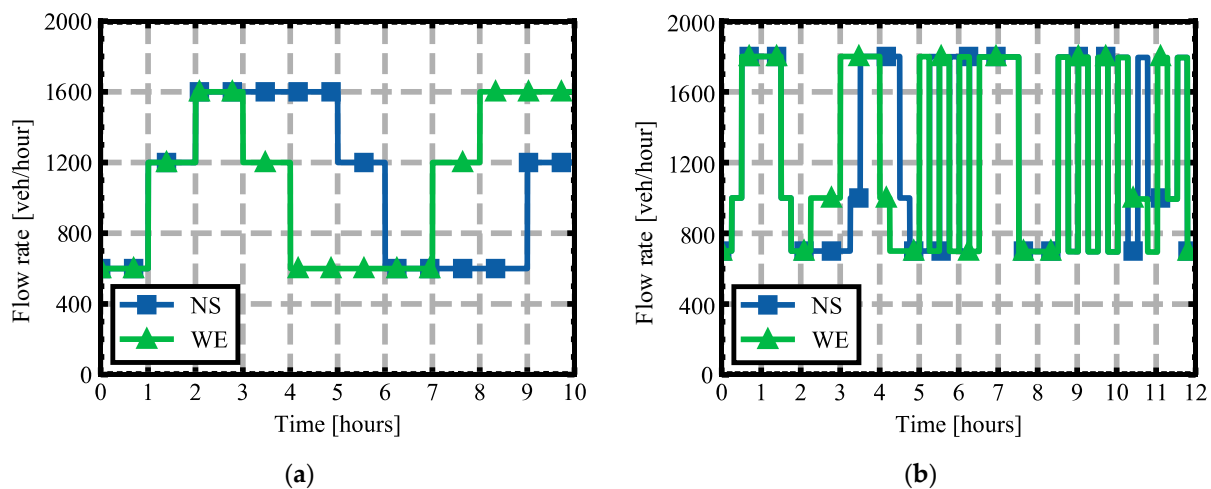 2000
1600
1200
800
400
0
Flow rate [veh/hour]
NS
WE
0 1 2 3 4 5 6 7 8 9 10
Time [hours]
(a)
2000
1600
1200
800
400
0
Flow rate [veh/hour]
NS
WE
0 1 2 3 4 5 6 7 8 9 10 11 12
Time [hours]
(b)